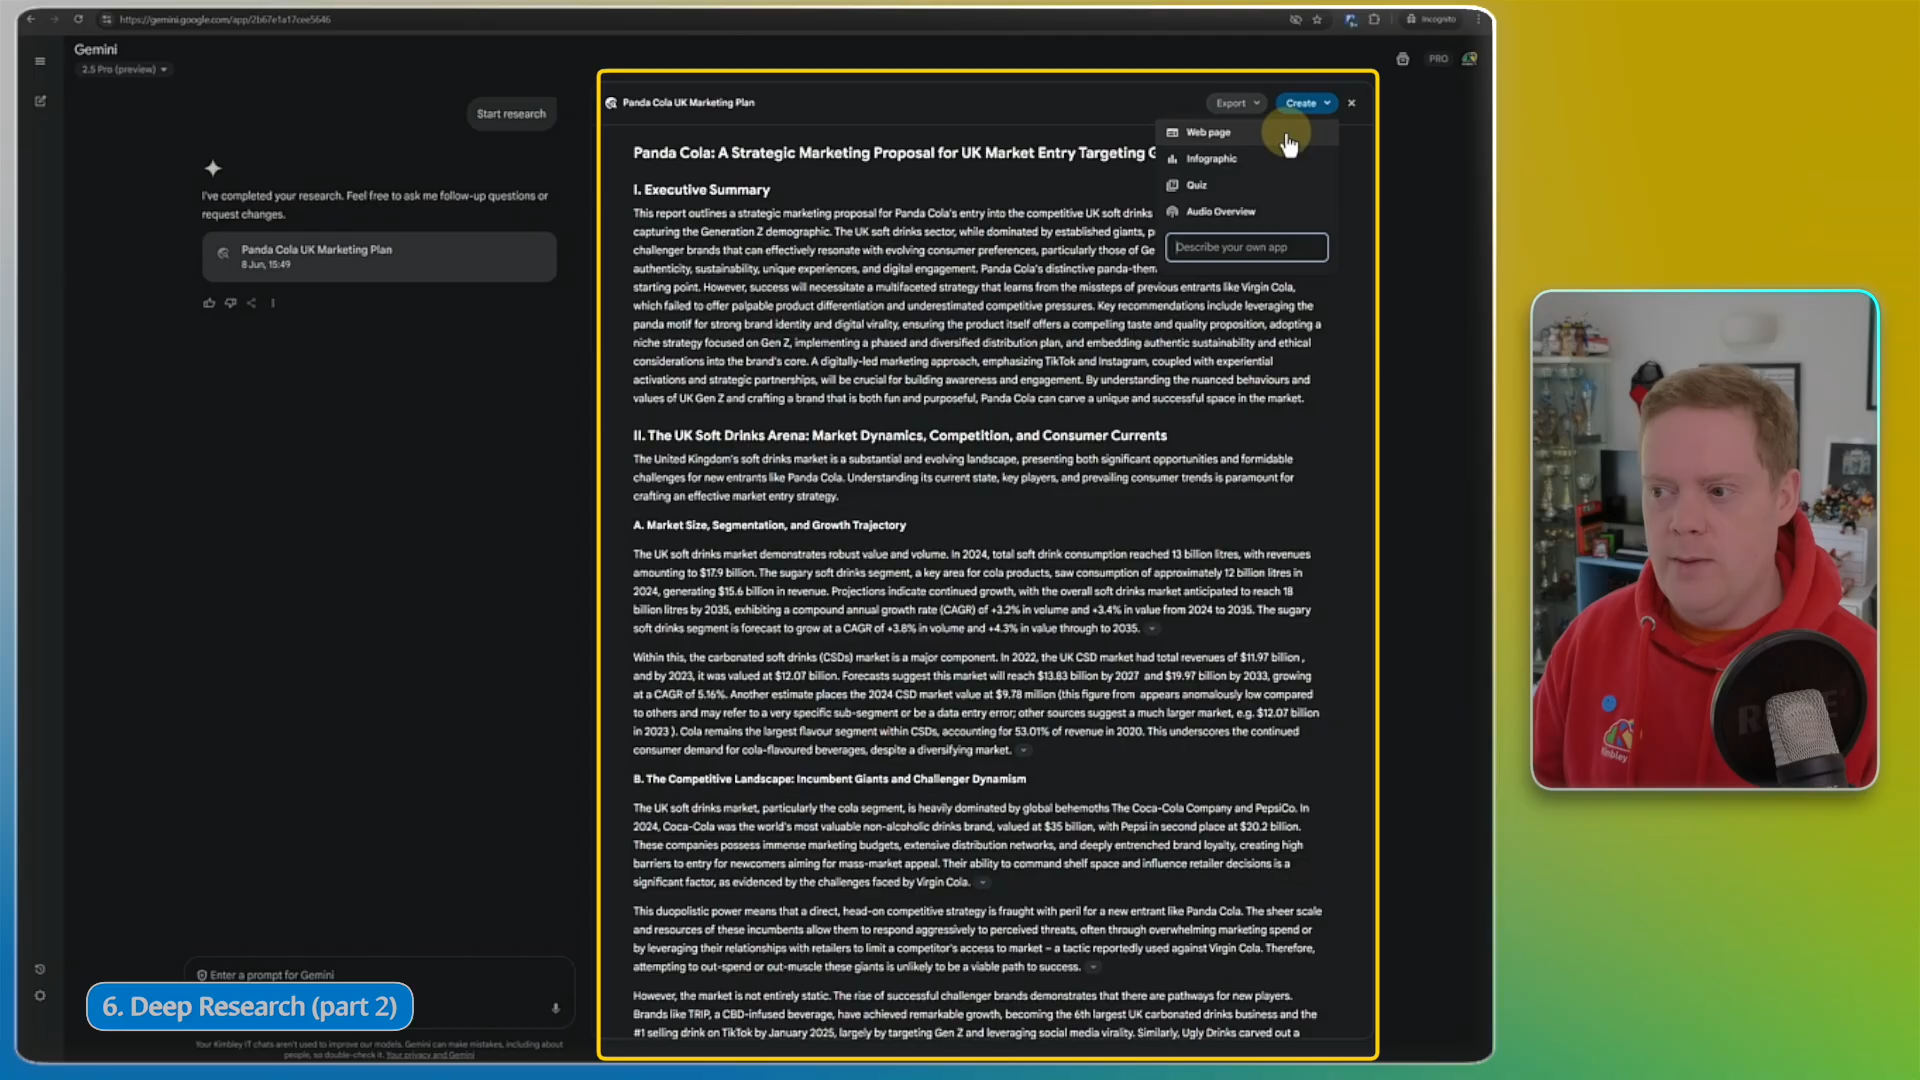 https://gemini.google.com/app/2b67e1a17cee5646
Incognito
Gemini
2.5 Pro (preview)
PRO
Start research
I've completed your research. Feel free to ask me follow-up questions or
request changes.
Panda Cola UK Marketing Plan
8 Jun, 15:49
Enter a prompt for Gemini
6. Deep Research (part 2)
Your Kimbley IT chats aren't used to improve our models. Gemini can make mistakes, including about
people, so double-check it. Your privacy and Gemini
Panda Cola UK Marketing Plan
Export
Create
Web page
Infographic
Quiz
Audio Overview
Describe your own app
Panda Cola: A Strategic Marketing Proposal for UK Market Entry Targeting G
I. Executive Summary
This report outlines a strategic marketing proposal for Panda Cola's entry into the competitive UK soft drinks
capturing the Generation Z demographic. The UK soft drinks sector, while dominated by established giants, p
challenger brands that can effectively resonate with evolving consumer preferences, particularly those of Ge
authenticity, sustainability, unique experiences, and digital engagement. Panda Cola's distinctive panda-them
starting point. However, success will necessitate a multifaceted strategy that learns from the missteps of previous entrants like Virgin Cola,
which failed to offer palpable product differentiation and underestimated competitive pressures. Key recommendations include leveraging the
panda motif for strong brand identity and digital virality, ensuring the product itself offers a compelling taste and quality proposition, adopting a
niche strategy focused on Gen Z, implementing a phased and diversified distribution plan, and embedding authentic sustainability and ethical
considerations into the brand's core. A digitally-led marketing approach, emphasizing TikTok and Instagram, coupled with experiential
activations and strategic partnerships, will be crucial for building awareness and engagement. By understanding the nuanced behaviours and
values of UK Gen Z and crafting a brand that is both fun and purposeful, Panda Cola can carve a unique and successful space in the market.
II. The UK Soft Drinks Arena: Market Dynamics, Competition, and Consumer Currents
The United Kingdom's soft drinks market is a substantial and evolving landscape, presenting both significant opportunities and formidable
challenges for new entrants like Panda Cola. Understanding its current state, key players, and prevailing consumer trends is paramount for
crafting an effective market entry strategy.
A. Market Size, Segmentation, and Growth Trajectory
The UK soft drinks market demonstrates robust value and volume. In 2024, total soft drink consumption reached 13 billion litres, with revenues
amounting to $17.9 billion. The sugary soft drinks segment, a key area for cola products, saw consumption of approximately 12 billion litres in
2024, generating $15.6 billion in revenue. Projections indicate continued growth, with the overall soft drinks market anticipated to reach 18
billion litres by 2035, exhibiting a compound annual growth rate (CAGR) of +3.2% in volume and +3.4% in value from 2024 to 2035. The sugary
soft drinks segment is forecast to grow at a CAGR of +3.8% in volume and +4.3% in value through to 2035.
Within this, the carbonated soft drinks (CSDs) market is a major component. In 2022, the UK CSD market had total revenues of $11.97 billion ,
and by 2023, it was valued at $12.07 billion. Forecasts suggest this market will reach $13.83 billion by 2027 and $19.97 billion by 2033, growing
at a CAGR of 5.16%. Another estimate places the 2024 CSD market value at $9.78 million (this figure from appears anomalously low compared
to others and may refer to a very specific sub-segment or be a data entry error; other sources suggest a much larger market, e.g. $12.07 billion
in 2023 ). Cola remains the largest flavour segment within CSDs, accounting for 53.01% of revenue in 2020. This underscores the continued
consumer demand for cola-flavoured beverages, despite a diversifying market.
B. The Competitive Landscape: Incumbent Giants and Challenger Dynamism
The UK soft drinks market, particularly the cola segment, is heavily dominated by global behemoths The Coca-Cola Company and PepsiCo. In
2024, Coca-Cola was the world's most valuable non-alcoholic drinks brand, valued at $35 billion, with Pepsi in second place at $20.2 billion.
These companies possess immense marketing budgets, extensive distribution networks, and deeply entrenched brand loyalty, creating high
barriers to entry for newcomers aiming for mass-market appeal. Their ability to command shelf space and influence retailer decisions is a
significant factor, as evidenced by the challenges faced by Virgin Cola.
This duopolistic power means that a direct, head-on competitive strategy is fraught with peril for a new entrant like Panda Cola. The sheer scale
and resources of these incumbents allow them to respond aggressively to perceived threats, often through overwhelming marketing spend or
by leveraging their relationships with retailers to limit a competitor's access to market – a tactic reportedly used against Virgin Cola. Therefore,
attempting to out-spend or out-muscle these giants is unlikely to be a viable path to success.
However, the market is not entirely static. The rise of successful challenger brands demonstrates that there are pathways for new players.
Brands like TRIP, a CBD-infused beverage, have achieved remarkable growth, becoming the 6th largest UK carbonated drinks business and the
#1 selling drink on TikTok by January 2025, largely by targeting Gen Z and leveraging social media virality. Similarly, Ugly Drinks carved out a
Kimbley